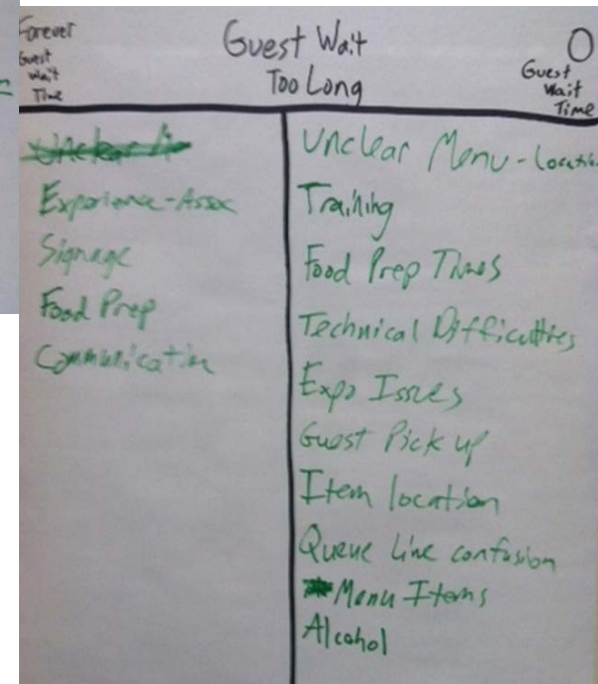 Forever
Guest
Wait
Time
Guest Wait
Too Long
0
Guest
Wait
Time
Experience-Assoc
Signage
Food Prep
Communication
Unclear Menu-Locatio
Training
Food Prep Times
Technical Difficulties
Expo Issues
Guest Pick up
Item location
Queue Line confusion
Menu Items
Alcohol